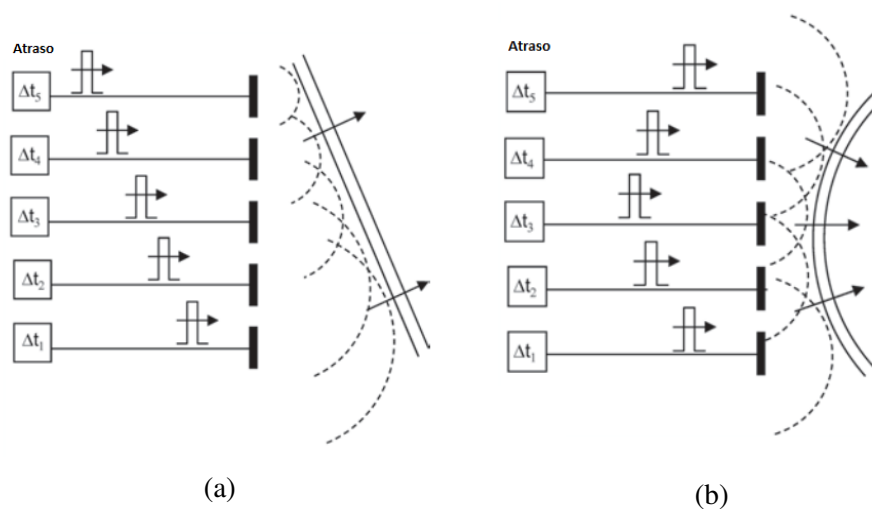 Atraso
Δt₅
Δt₄
Δt₃
Δt₂
Δt₁
(a)
Atraso
Δt₅
Δt₄
Δt₃
Δt₂
Δt₁
(b)